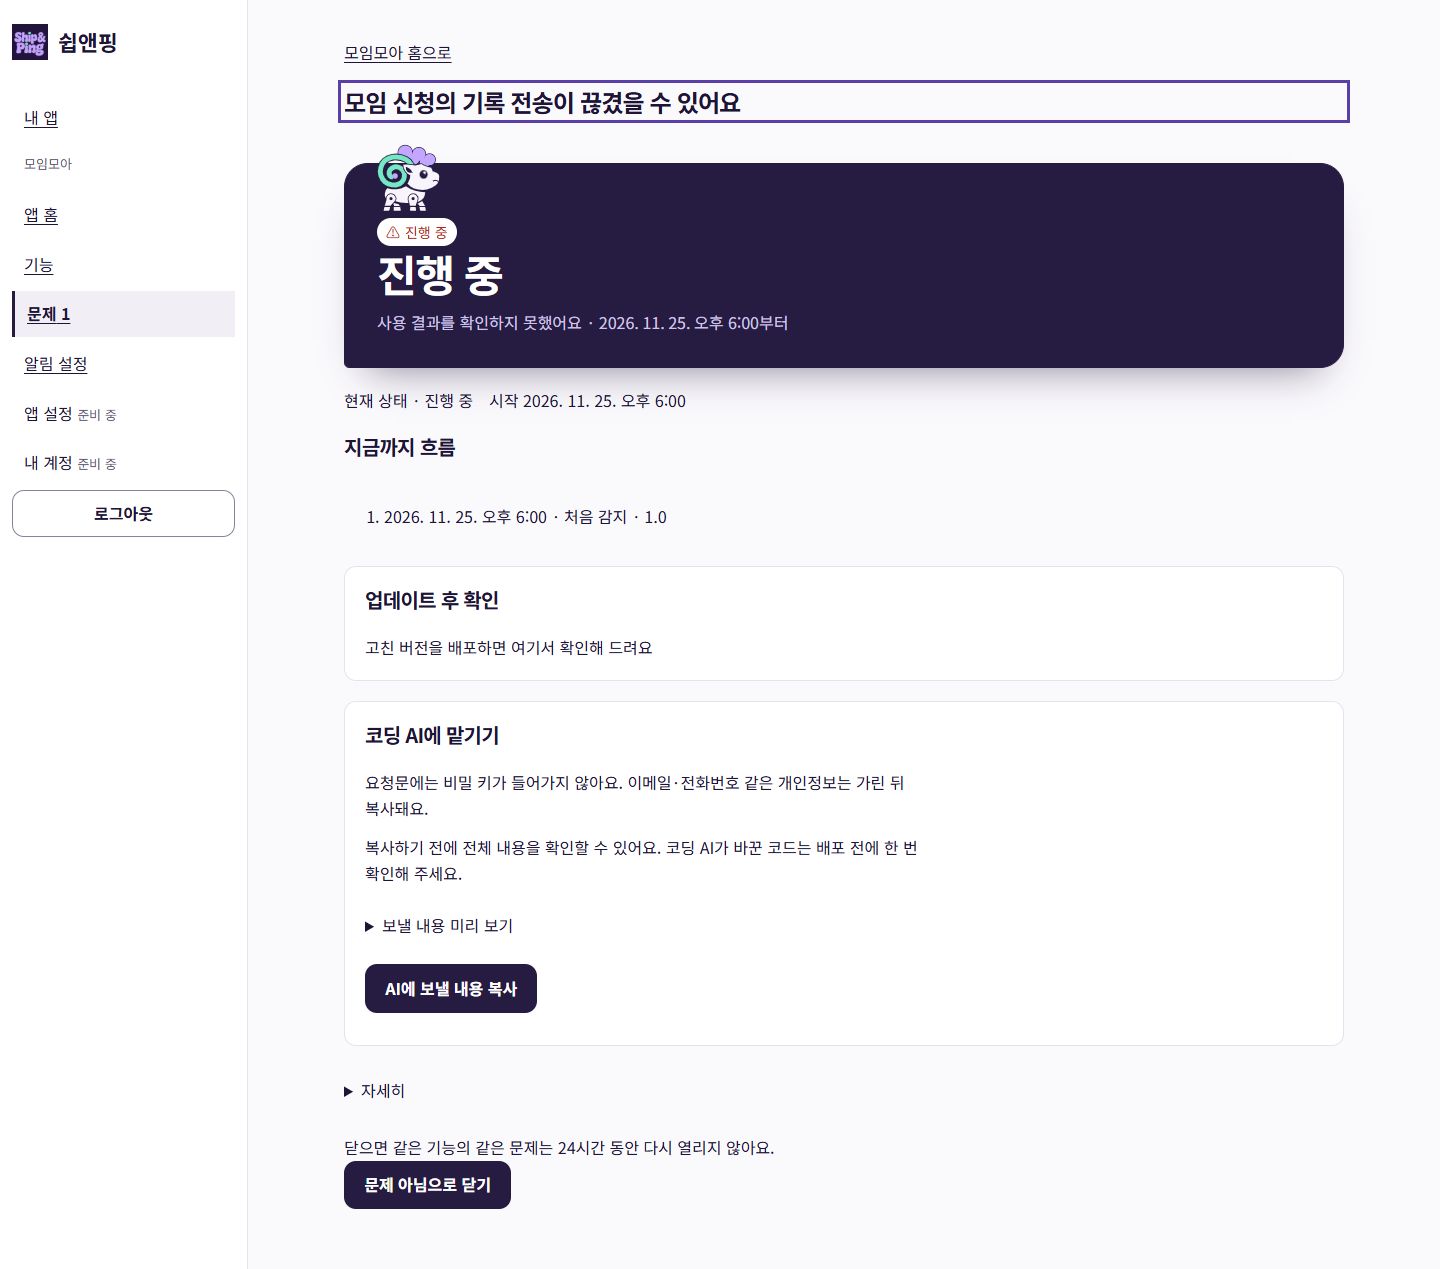 Ship&
Ping
쉽앤핑
내 앱
모임모아
앱 홈
기능
문제 1
알림 설정
앱 설정 준비 중
내 계정 준비 중
로그아웃
모임모아 홈으로
모임 신청의 기록 전송이 끊겼을 수 있어요
진행 중
진행 중
사용 결과를 확인하지 못했어요 · 2026. 11. 25. 오후 6:00부터
현재 상태 · 진행 중 시작 2026. 11. 25. 오후 6:00
지금까지 흐름
1. 2026. 11. 25. 오후 6:00 · 처음 감지 · 1.0
업데이트 후 확인
고친 버전을 배포하면 여기서 확인해 드려요
코딩 AI에 맡기기
요청문에는 비밀 키가 들어가지 않아요. 이메일·전화번호 같은 개인정보는 가린 뒤
복사돼요.
복사하기 전에 전체 내용을 확인할 수 있어요. 코딩 AI가 바꾼 코드는 배포 전에 한 번
확인해 주세요.
보낼 내용 미리 보기
AI에 보낼 내용 복사
자세히
닫으면 같은 기능의 같은 문제는 24시간 동안 다시 열리지 않아요.
문제 아님으로 닫기